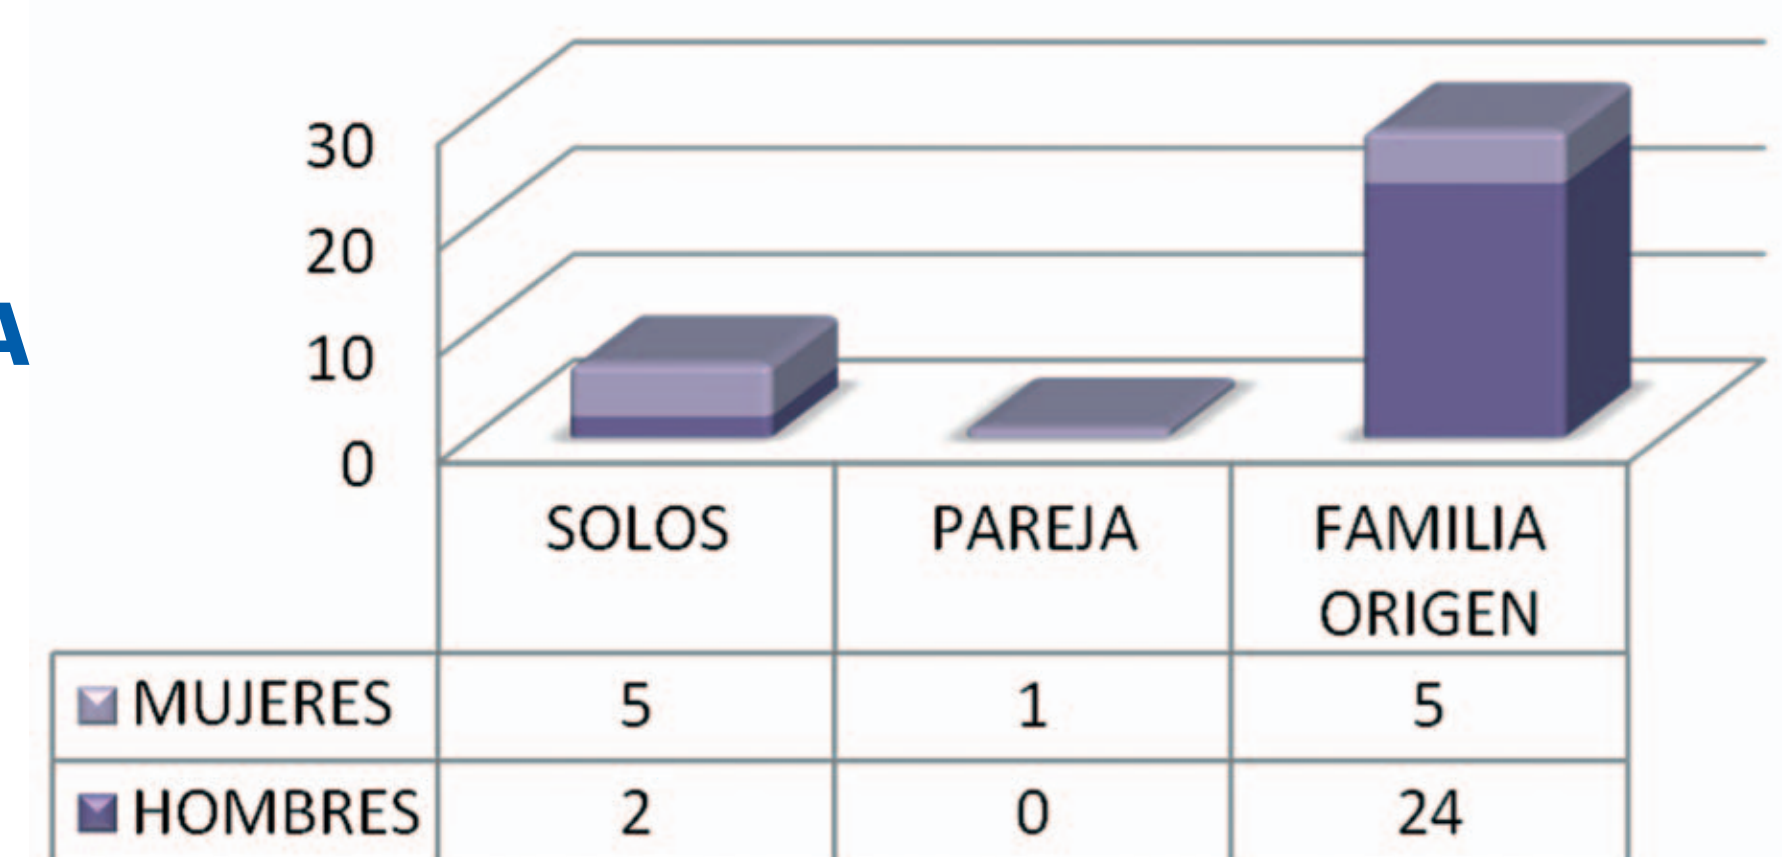 30
20
A
10
0
SOLOS PAREJA FAMILIA
ORIGEN
MUJERES 5 1 5
HOMBRES 2 0 24